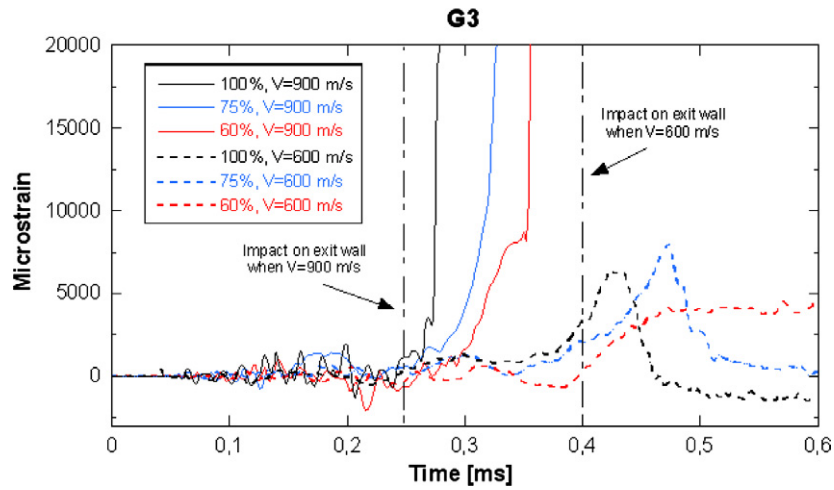 G3
20000
15000
10000
5000
0
Microstrain
100%, V=900 m/s
75%, V=900 m/s
60%, V=900 m/s
100%, V=600 m/s
75%, V=600 m/s
60%, V=600 m/s
Impact on exit wall
when V=600 m/s
Impact on exit wall
when V=900 m/s
0
0,1
0,2
0,3
0,4
0,5
0,6
Time [ms]